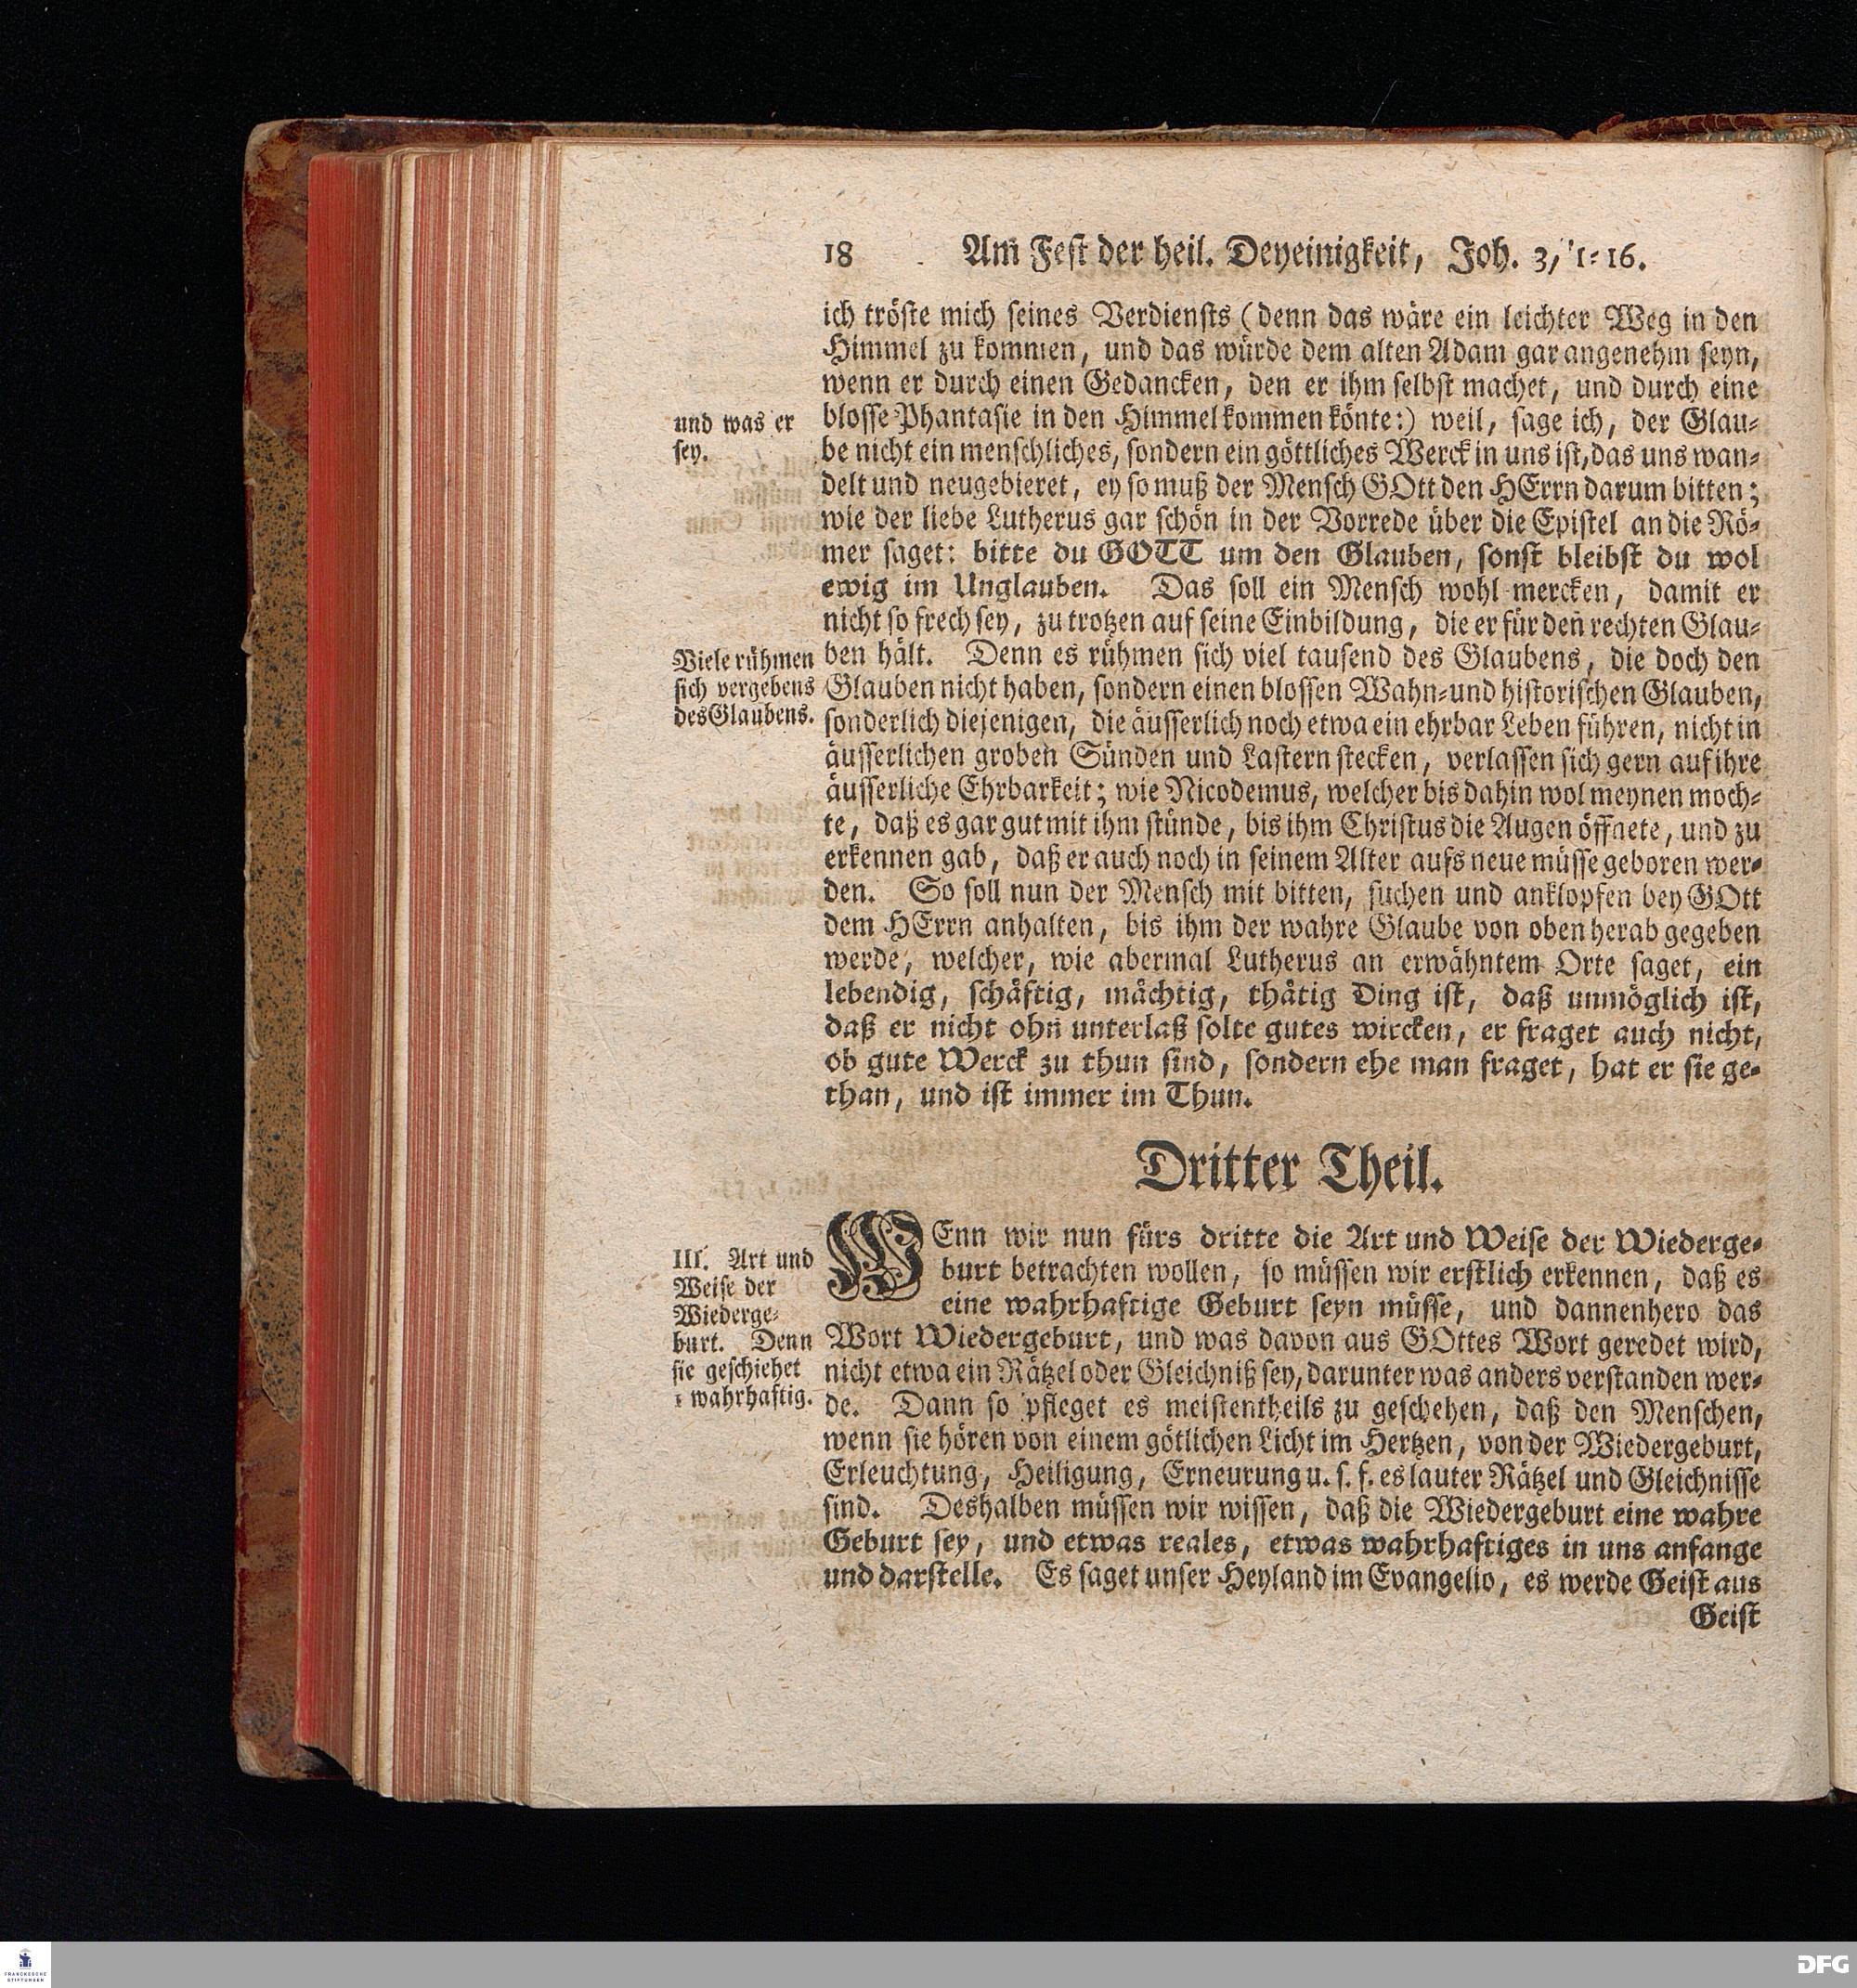 18 Am Fest der heil. Deyeinigkeit, Joh. 3, 1-16.
ich tröste mich seines Verdiensts (denn das wäre ein leichter Weg in den
Himmel zu kommen, und das würde dem alten Adam gar angenehm seyn,
wenn er durch einen Gedancken, den er ihm selbst machet, und durch eine
blosse Phantasie in den Himmel kommen könte:) weil, sage ich, der Glau-
be nicht ein menschliches, sondern ein göttliches Werck in uns ist, das uns wan-
delt und neugebieret, ey so muß der Mensch GOtt den HErrn darum bitten;
wie der liebe Lutherus gar schön in der Vorrede über die Epistel an die Rö-
mer saget: bitte du GOTT um den Glauben, sonst bleibst du wol
ewig im Unglauben. Das soll ein Mensch wohl mercken, damit er
nicht so frech sey, zu trotzen auf seine Einbildung, die er für den rechten Glau-
ben hält. Denn es rühmen sich viel tausend des Glaubens, die doch den
Glauben nicht haben, sondern einen blossen Wahn-und historischen Glauben,
sonderlich diejenigen, die äusserlich noch etwa ein ehrbar Leben führen, nicht in
äusserlichen groben Sünden und Lastern stecken, verlassen sich gern auf ihre
äusserliche Ehrbarkeit; wie Nicodemus, welcher bis dahin wol meynen moch-
te, daß es gar gut mit ihm stünde, bis ihm Christus die Augen öffnete, und zu
erkennen gab, daß er auch noch in seinem Alter aufs neue müsse geboren wer-
den. So soll nun der Mensch mit bitten, suchen und anklopfen bey GOtt
dem HErrn anhalten, bis ihm der wahre Glaube von oben herab gegeben
werde, welcher, wie abermal Lutherus an erwähntem Orte saget, ein
lebendig, schäftig, mächtig, thätig Ding ist, daß unmöglich ist,
daß er nicht ohn unterlaß solte gutes wircken, er fraget auch nicht,
ob gute Werck zu thun sind, sondern ehe man fraget, hat er sie ge-
than, und ist immer im Thun.
und was er
sey.
Viele rühmen
sich vergebens
des Glaubens.
Dritter Theil.
WEnn wir nun fürs dritte die Art und Weise der Wiederge-
burt betrachten wollen, so müssen wir erstlich erkennen, daß es
eine wahrhaftige Geburt seyn müsse, und dannenhero das
Wort Wiedergeburt, und was davon aus GOttes Wort geredet wird,
nicht etwa ein Rätzel oder Gleichniß sey, darunter was anders verstanden wer-
de. Dann so pfleget es meistentheils zu geschehen, daß den Menschen,
wenn sie hören von einem götlichen Licht im Hertzen, von der Wiedergeburt,
Erleuchtung, Heiligung, Erneurung u. s. f. es lauter Rätzel und Gleichnisse
sind. Deshalben müssen wir wissen, daß die Wiedergeburt eine wahre
Geburt sey, und etwas reales, etwas wahrhaftiges in uns anfange
und darstelle. Es saget unser Heyland im Evangelio, es werde Geist aus
Geist
III. Art und
Weise der
Wiederge-
burt. Denn
sie geschiehet
1 wahrhaftig.
FRANCKESCHE
STIFTUNGEN
DFG